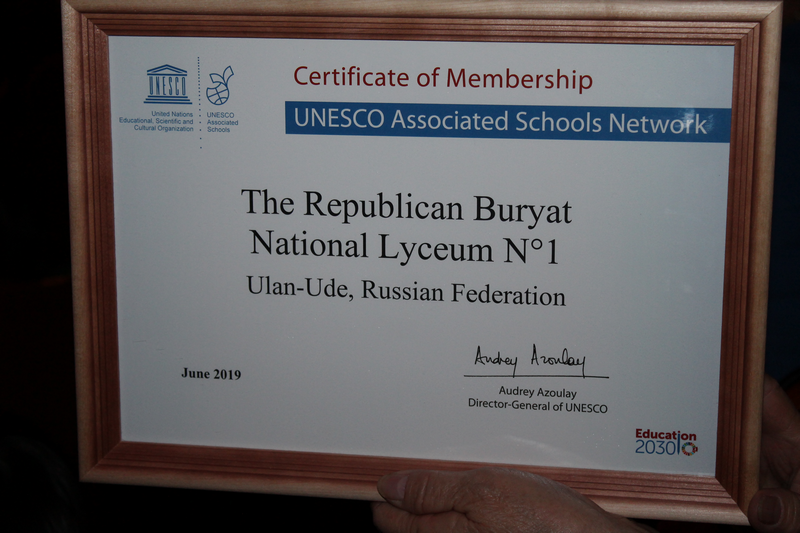 UNESCO
United Nations
Educational, Scientific and
Cultural Organization
UNESCO
Associated
Schools
Certificate of Membership
UNESCO Associated Schools Network
The Republican Buryat
National Lyceum N°1
Ulan-Ude, Russian Federation
June 2019
Audrey Azoulay
Audrey Azoulay
Director-General of UNESCO
Education
2030